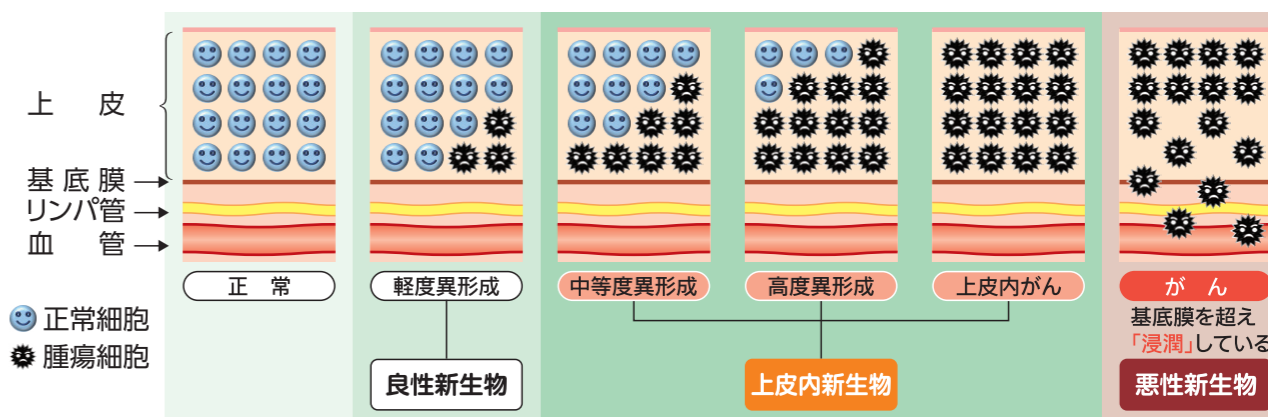 上皮
基底膜
リンパ管
血管
正常
軽度異形成
中等度異形成
高度異形成
上皮内がん
がん
正常細胞
腫瘍細胞
基底膜を超え
「浸潤」している
良性新生物
上皮内新生物
悪性新生物